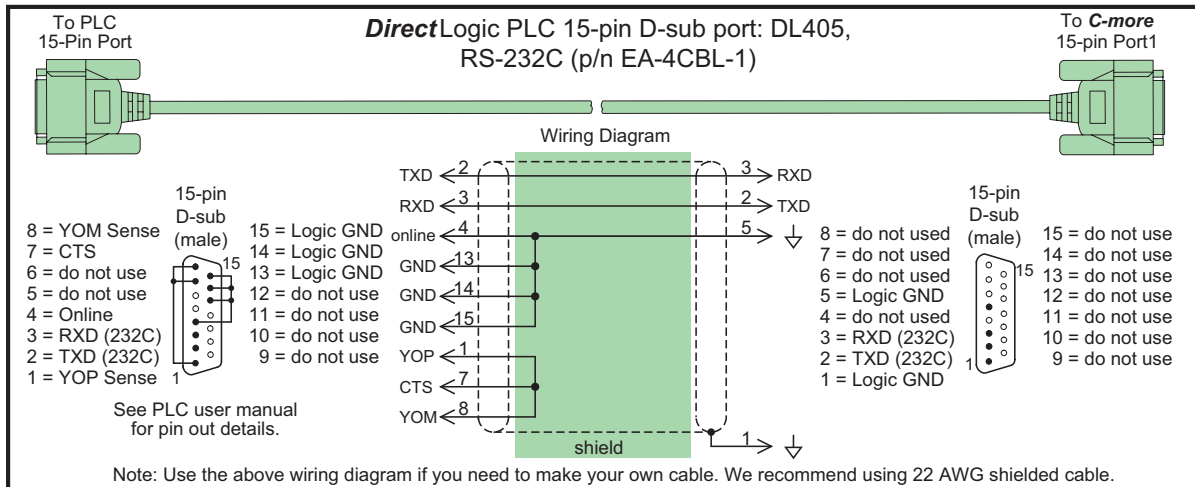 To PLC
15-Pin Port
DirectLogic PLC 15-pin D-sub port: DL405,
RS-232C (p/n EA-4CBL-1)
To C-more
15-pin Port1
Wiring Diagram
15-pin
D-sub
(male)
8 = YOM Sense
7 = CTS
6 = do not use
5 = do not use
4 = Online
3 = RXD (232C)
2 = TXD (232C)
1 = YOP Sense
15
1
15 = Logic GND
14 = Logic GND
13 = Logic GND
12 = do not use
11 = do not use
10 = do not use
9 = do not use
See PLC user manual
for pin out details.
TXD 2 3 RXD
RXD 3 2 TXD
online 4 5
GND 13
GND 14
GND 15
YOP 1
CTS 7
YOM 8
1
shield
8 = do not used
7 = do not used
6 = do not used
5 = Logic GND
4 = do not used
3 = RXD (232C)
2 = TXD (232C)
1 = Logic GND
15-pin
D-sub
(male)
15
1
15 = do not use
14 = do not use
13 = do not use
12 = do not use
11 = do not use
10 = do not use
9 = do not use
Note: Use the above wiring diagram if you need to make your own cable. We recommend using 22 AWG shielded cable.